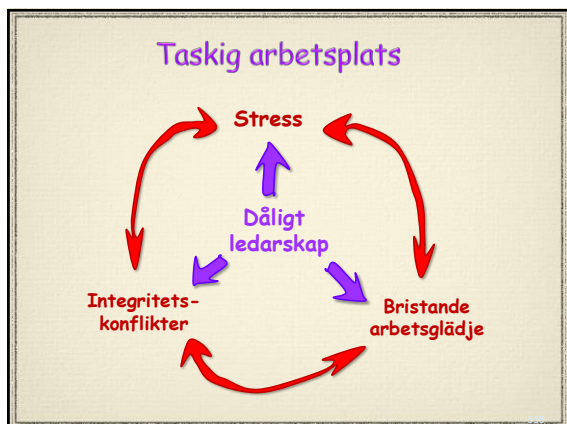 Taskig arbetsplats
Stress
Dåligt
ledarskap
Integritets-
konflikter
Bristande
arbetsglädje